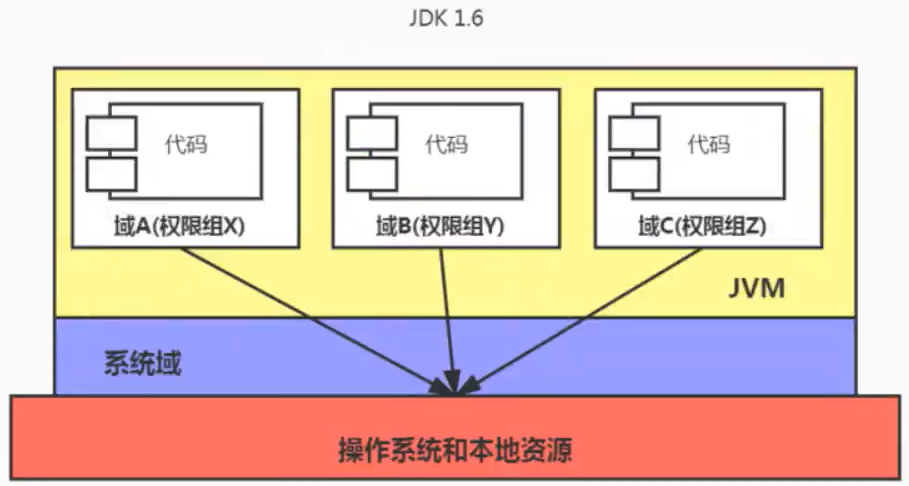 JDK 1.6
代码
代码
代码
域A(权限组X)
域B(权限组Y)
域C(权限组Z)
JVM
系统域
操作系统和本地资源